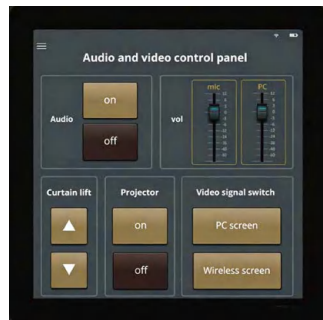 Audio and video control panel
Audio
on
off
vol
mic
PC
Curtain lift
Projector
on
off
Video signal switch
PC screen
Wireless screen